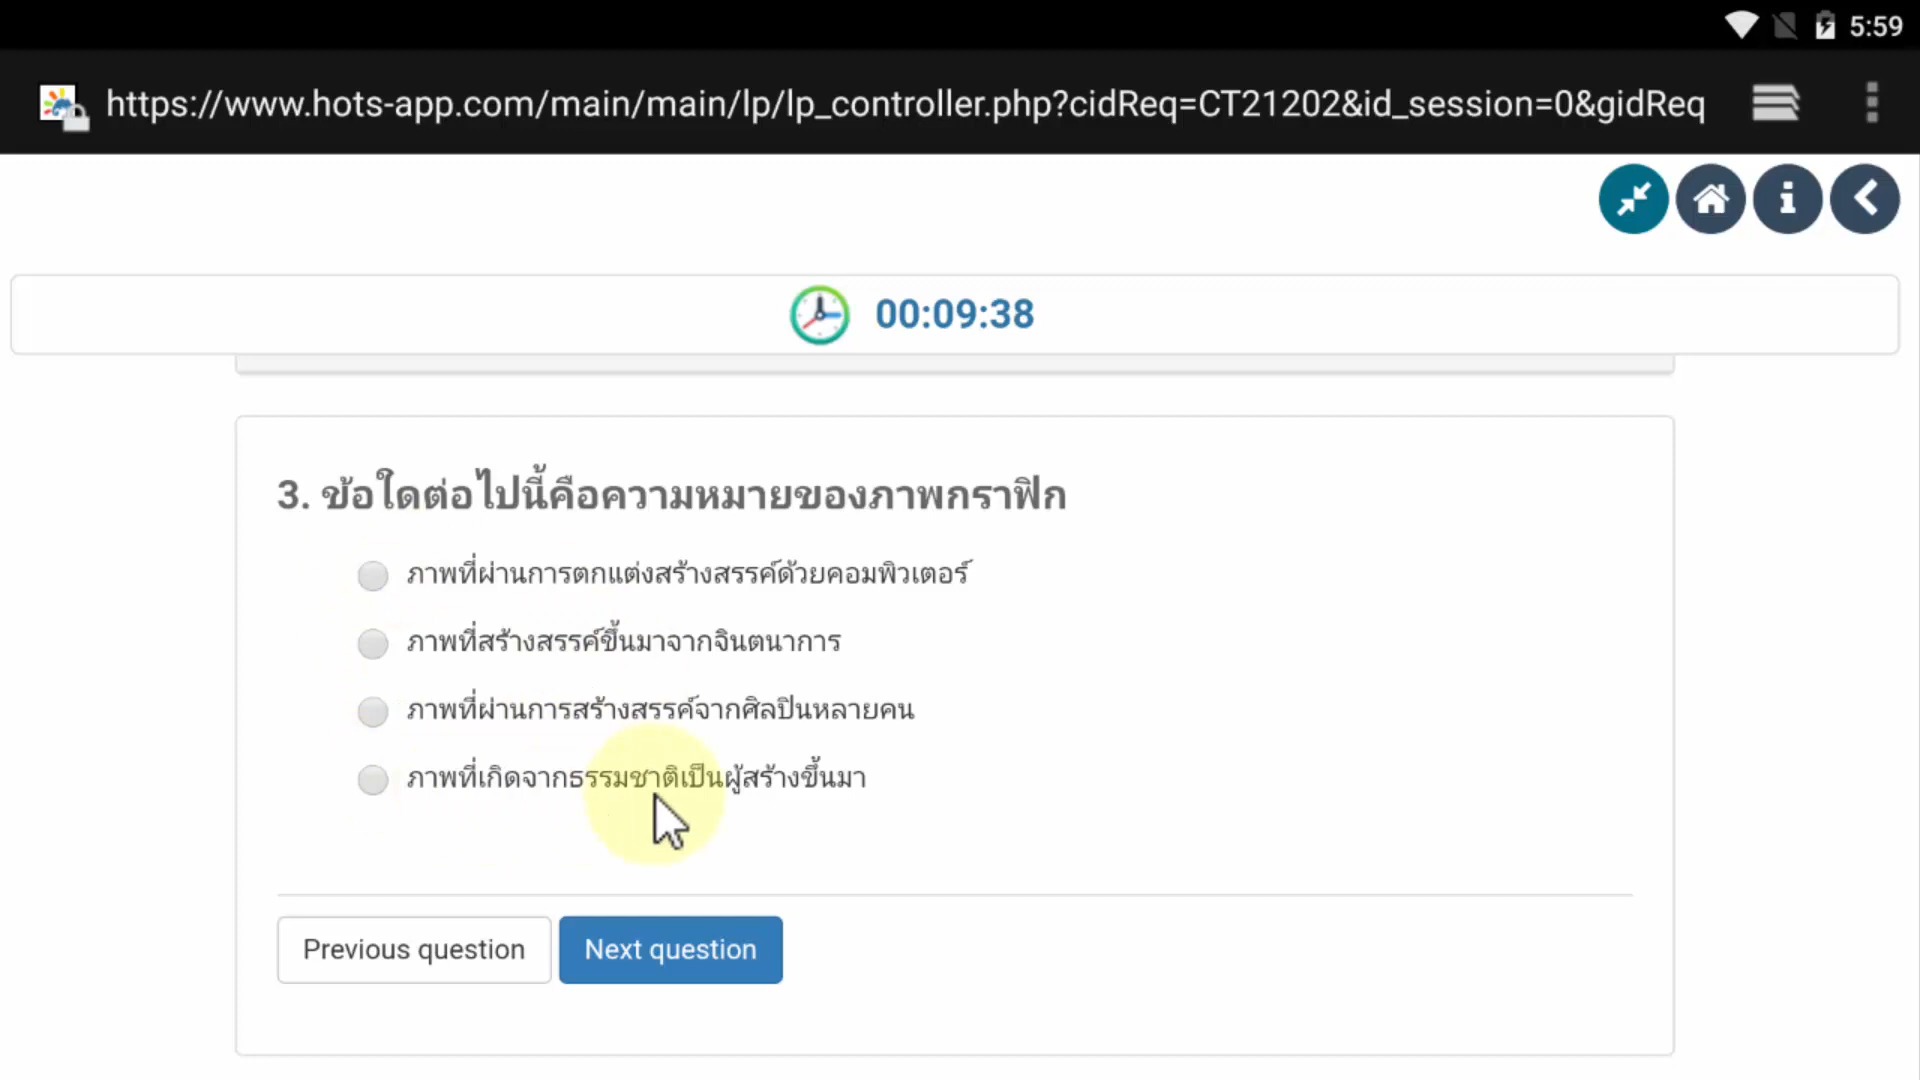 5:59
https://www.hots-app.com/main/main/lp/lp_controller.php?cidReq=CT21202&id_session=0&gidReq
00:09:38
3. ข้อใดต่อไปนี้คือความหมายของภาพกราฟิก
ภาพที่ผ่านการตกแต่งสร้างสรรค์ด้วยคอมพิวเตอร์
ภาพที่สร้างสรรค์ขึ้นมาจากจินตนาการ
ภาพที่ผ่านการสร้างสรรค์จากศิลปินหลายคน
ภาพที่เกิดจากธรรมชาติเป็นผู้สร้างขึ้นมา
Previous question
Next question